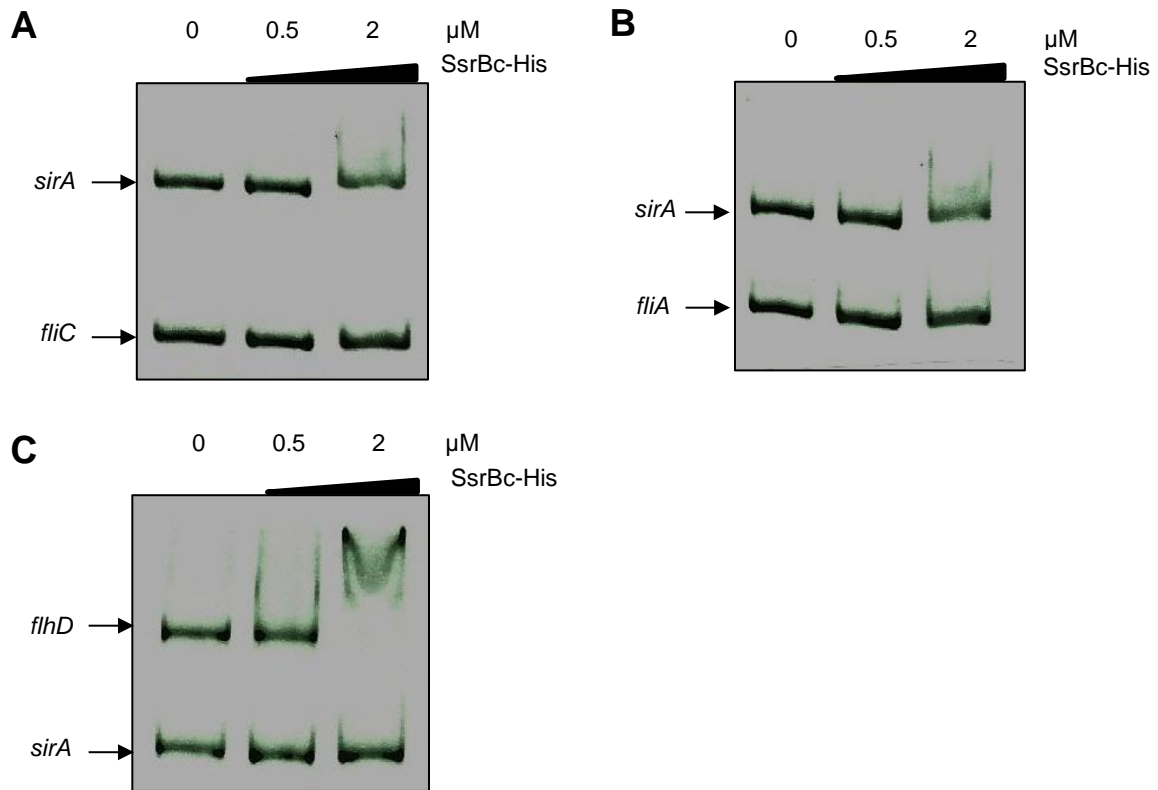 A
0 0.5 2 µM
SsrBc-His
sirA
fliC
B
0 0.5 2 µM
SsrBc-His
sirA
fliA
C
0 0.5 2 µM
SsrBc-His
flhD
sirA